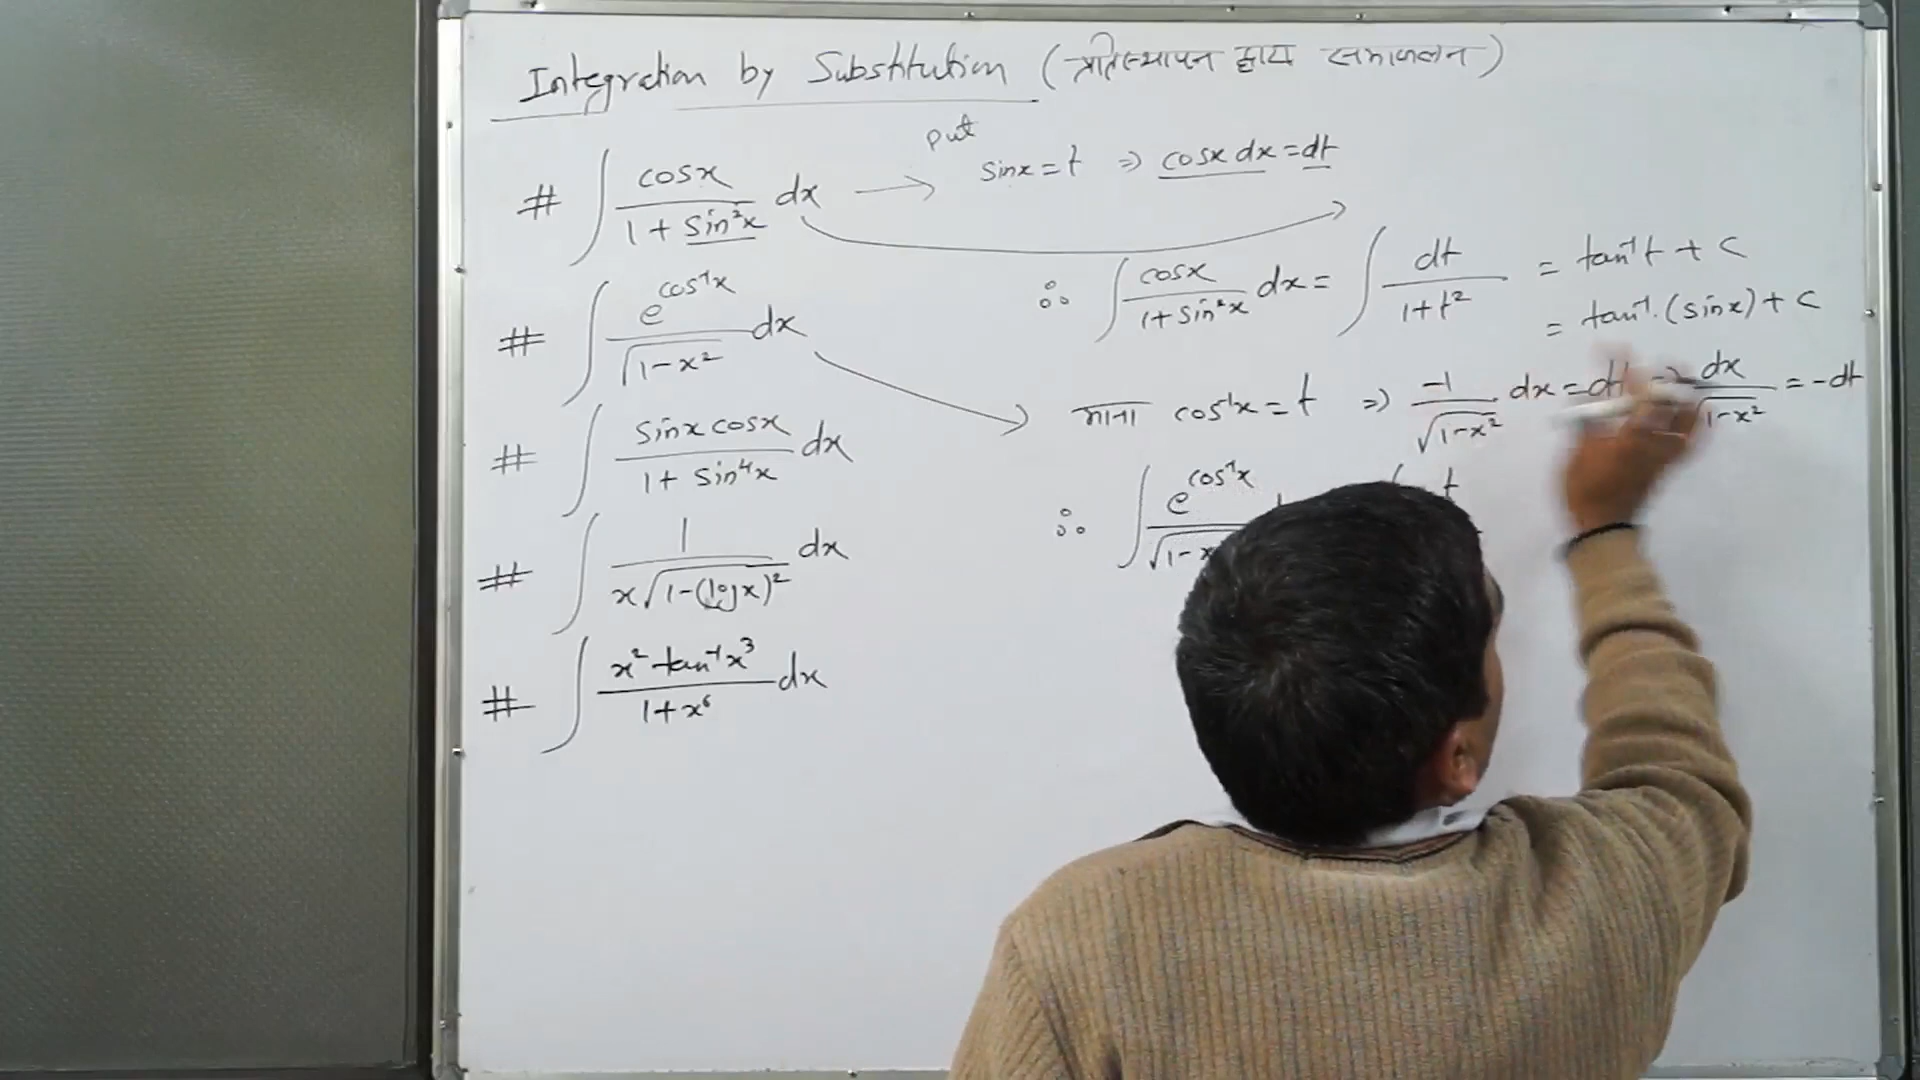 Integration by Substitution (प्रतिस्थापन द्वारा समाकलन)
# ∫ cosx / (1 + sin²x) dx → put sinx = t ⇒ cosx dx = dt
∴ ∫ cosx / (1 + sin²x) dx = ∫ dt / (1 + t²) = tan⁻¹t + c
= tan⁻¹.(sinx) + c
# ∫ e^(cos⁻¹x) / √(1-x²) dx
माना cos⁻¹x = t ⇒ -1 / √(1-x²) dx = dt ⇒ dx / √(1-x²) = -dt
# ∫ sinx cosx / (1 + sin⁴x) dx
∴ ∫ e^(cos⁻¹x) / √(1-x
# ∫ 1 / (x√(1-(logx)²)) dx
# ∫ x² tan⁻¹x³ / (1+x⁶) dx